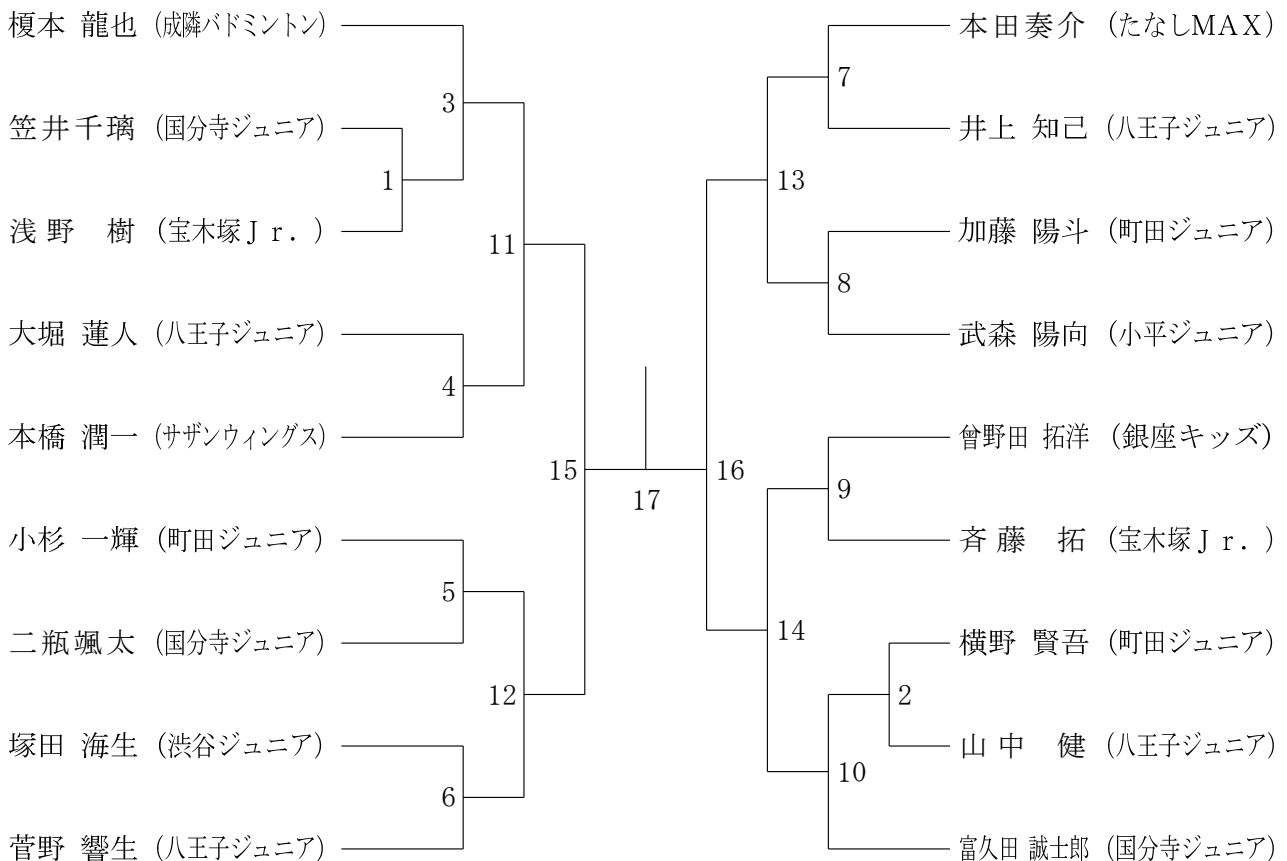 榎本 龍也 (成隣バドミントン)
3
笠井千璃 (国分寺ジュニア)
1
浅野 樹 (宝木塚Jr.)
11
大堀 蓮人 (八王子ジュニア)
4
本橋 潤一 (サザンウィングス)
15
小杉 一輝 (町田ジュニア)
5
二瓶颯太 (国分寺ジュニア)
12
塚田 海生 (渋谷ジュニア)
6
菅野 響生 (八王子ジュニア)
17
本田奏介 (たなしMAX)
7
井上 知己 (八王子ジュニア)
13
加藤 陽斗 (町田ジュニア)
8
武森 陽向 (小平ジュニア)
16
曾野田 拓洋 (銀座キッズ)
9
斉藤 拓 (宝木塚Jr.)
14
横野 賢吾 (町田ジュニア)
2
山中 健 (八王子ジュニア)
10
富久田 誠士郎 (国分寺ジュニア)